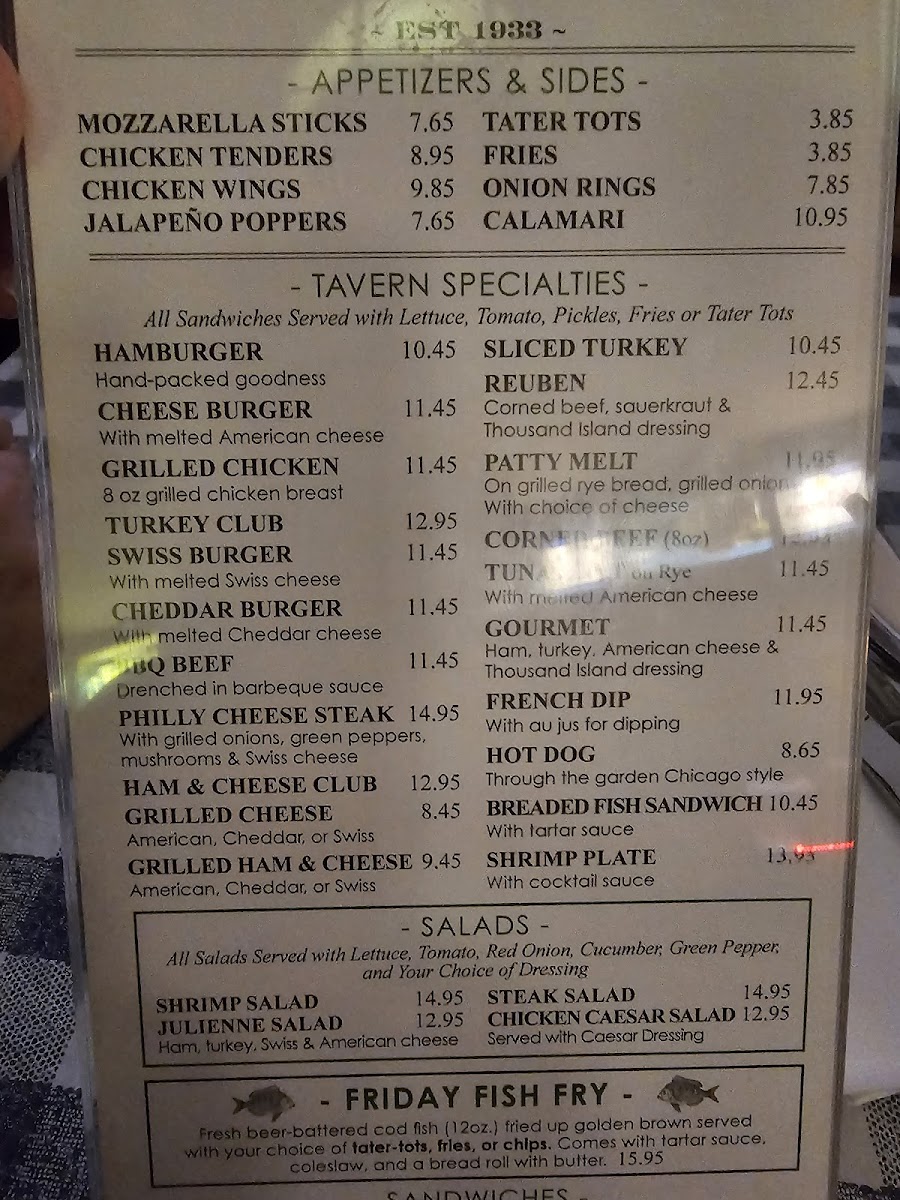 ~ EST 1933 ~
- APPETIZERS & SIDES -
MOZZARELLA STICKS 7.65
CHICKEN TENDERS 8.95
CHICKEN WINGS 9.85
JALAPEÑO POPPERS 7.65
TATER TOTS 3.85
FRIES 3.85
ONION RINGS 7.85
CALAMARI 10.95
- TAVERN SPECIALTIES -
All Sandwiches Served with Lettuce, Tomato, Pickles, Fries or Tater Tots
HAMBURGER 10.45
Hand-packed goodness
CHEESE BURGER 11.45
With melted American cheese
GRILLED CHICKEN 11.45
8 oz grilled chicken breast
TURKEY CLUB 12.95
SWISS BURGER 11.45
With melted Swiss cheese
CHEDDAR BURGER 11.45
With melted Cheddar cheese
BBQ BEEF 11.45
Drenched in barbeque sauce
PHILLY CHEESE STEAK 14.95
With grilled onions, green peppers,
mushrooms & Swiss cheese
HAM & CHEESE CLUB 12.95
GRILLED CHEESE 8.45
American, Cheddar, or Swiss
GRILLED HAM & CHEESE 9.45
American, Cheddar, or Swiss
SLICED TURKEY 10.45
REUBEN 12.45
Corned beef, sauerkraut &
Thousand Island dressing
PATTY MELT 11.95
On grilled rye bread, grilled onion
With choice of cheese
CORNED BEEF (8oz)
on Rye 11.45
With melted American cheese
GOURMET 11.45
Ham, turkey, American cheese &
Thousand Island dressing
FRENCH DIP 11.95
With au jus for dipping
HOT DOG 8.65
Through the garden Chicago style
BREADED FISH SANDWICH 10.45
With tartar sauce
SHRIMP PLATE 13.95
With cocktail sauce
- SALADS -
All Salads Served with Lettuce, Tomato, Red Onion, Cucumber, Green Pepper,
and Your Choice of Dressing
SHRIMP SALAD 14.95
JULIENNE SALAD 12.95
Ham, turkey, Swiss & American cheese
STEAK SALAD 14.95
CHICKEN CAESAR SALAD 12.95
Served with Caesar Dressing
- FRIDAY FISH FRY -
Fresh beer-battered cod fish (12oz.) fried up golden brown served
with your choice of tater-tots, fries, or chips. Comes with tartar sauce,
coleslaw, and a bread roll with butter. 15.95
SANDWICHES -